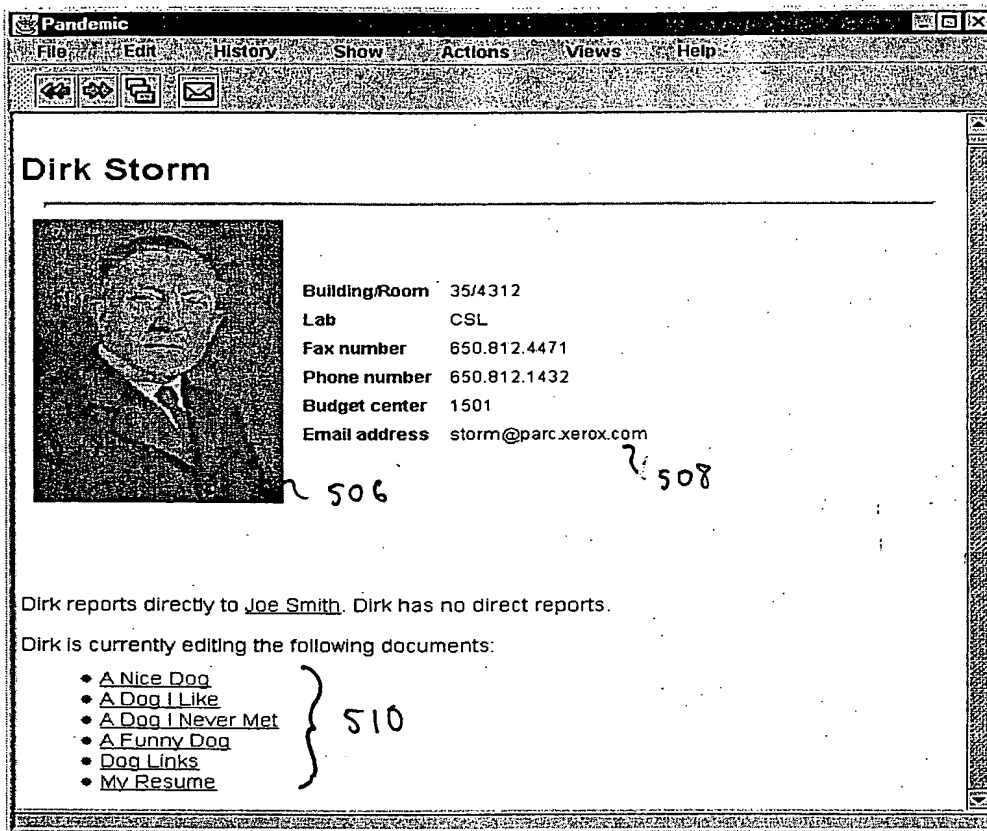 Pandemic
File Edit History Show Actions Views Help
Dirk Storm
Building/Room 35/4312
Lab CSL
Fax number 650.812.4471
Phone number 650.812.1432
Budget center 1501
Email address storm@parc.xerox.com
506
508
Dirk reports directly to Joe Smith. Dirk has no direct reports.
Dirk is currently editing the following documents:
A Nice Dog
A Dog I Like
A Dog I Never Met
A Funny Dog
Dog Links
My Resume
510